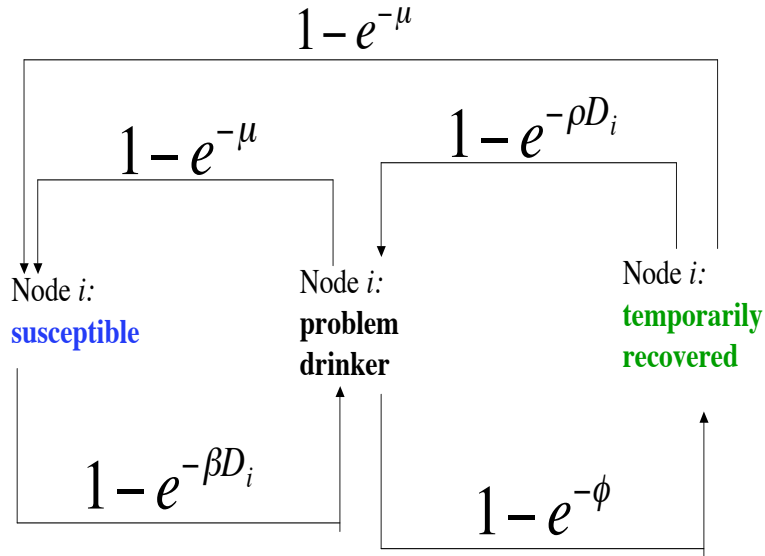 1−e^{−μ}
1−e^{−μ}
1−e^{−ρD_i}
Node i:
susceptible
Node i:
problem
drinker
Node i:
temporarily
recovered
1−e^{−βD_i}
1−e^{−ϕ}